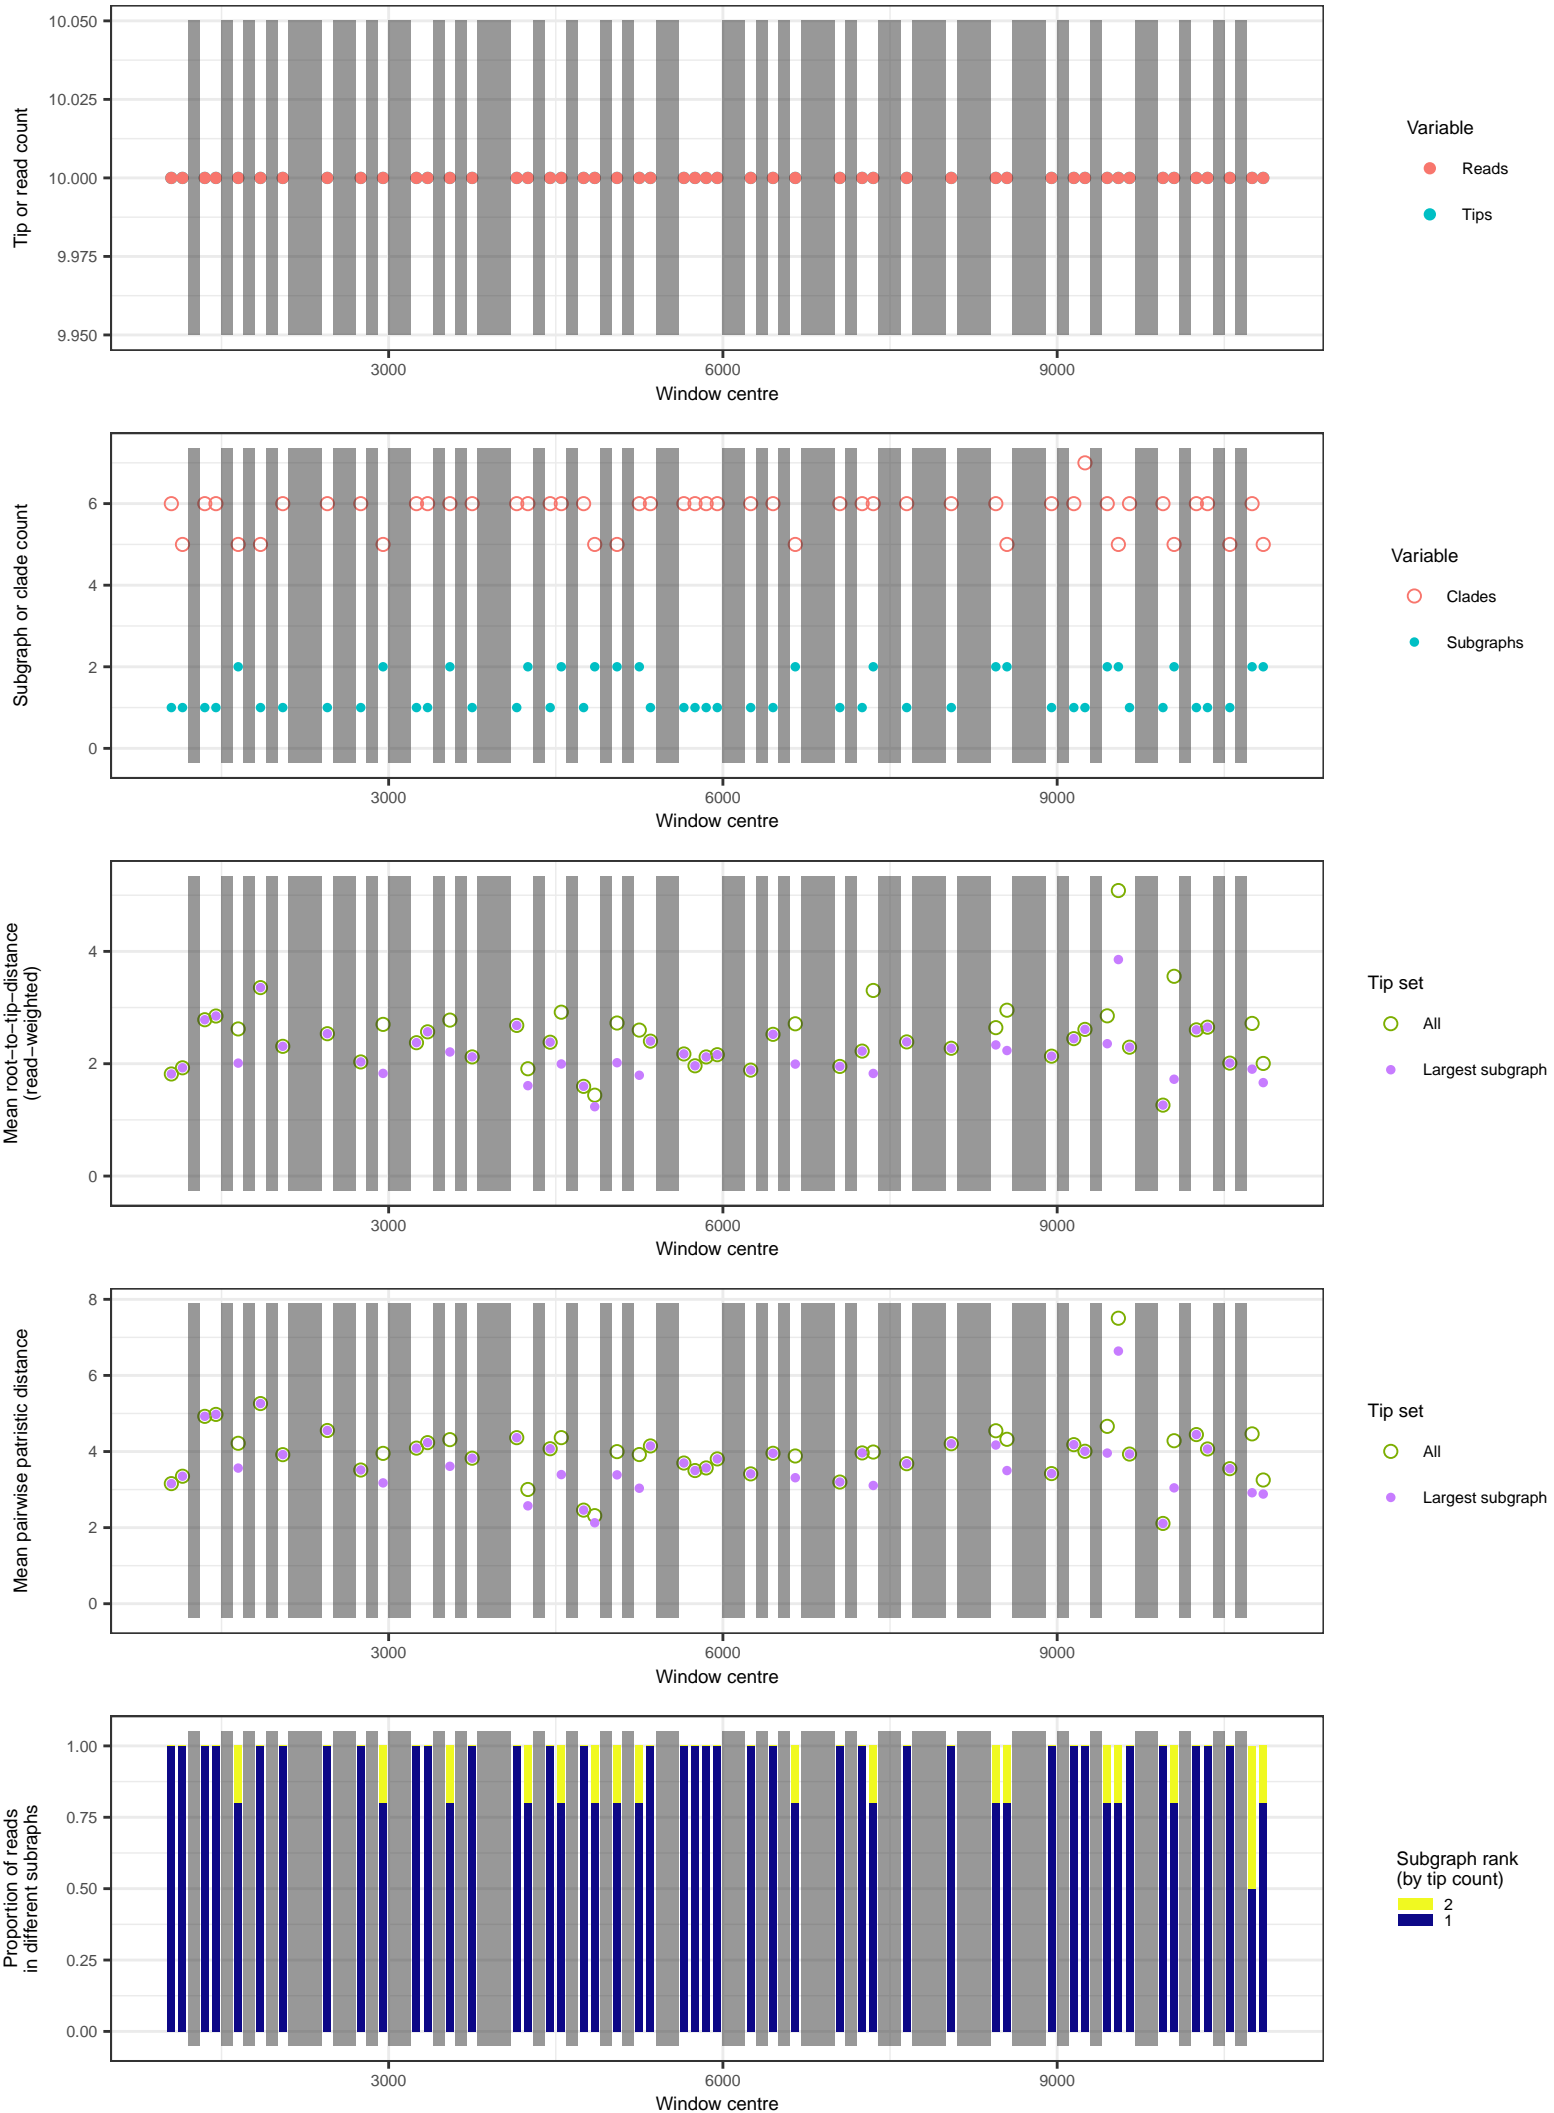 10.050
10.025
10.000
9.975
9.950
Tip or read count
3000
6000
9000
Window centre
Variable
Reads
Tips
6
4
2
0
Subgraph or clade count
3000
6000
9000
Window centre
Variable
Clades
Subgraphs
4
2
0
Mean root−to−tip−distance
(read−weighted)
3000
6000
9000
Window centre
Tip set
All
Largest subgraph
8
6
4
2
0
Mean pairwise patristic distance
3000
6000
9000
Window centre
Tip set
All
Largest subgraph
1.00
0.75
0.50
0.25
0.00
Proportion of reads
in different subraphs
3000
6000
9000
Window centre
Subgraph rank
(by tip count)
2
1